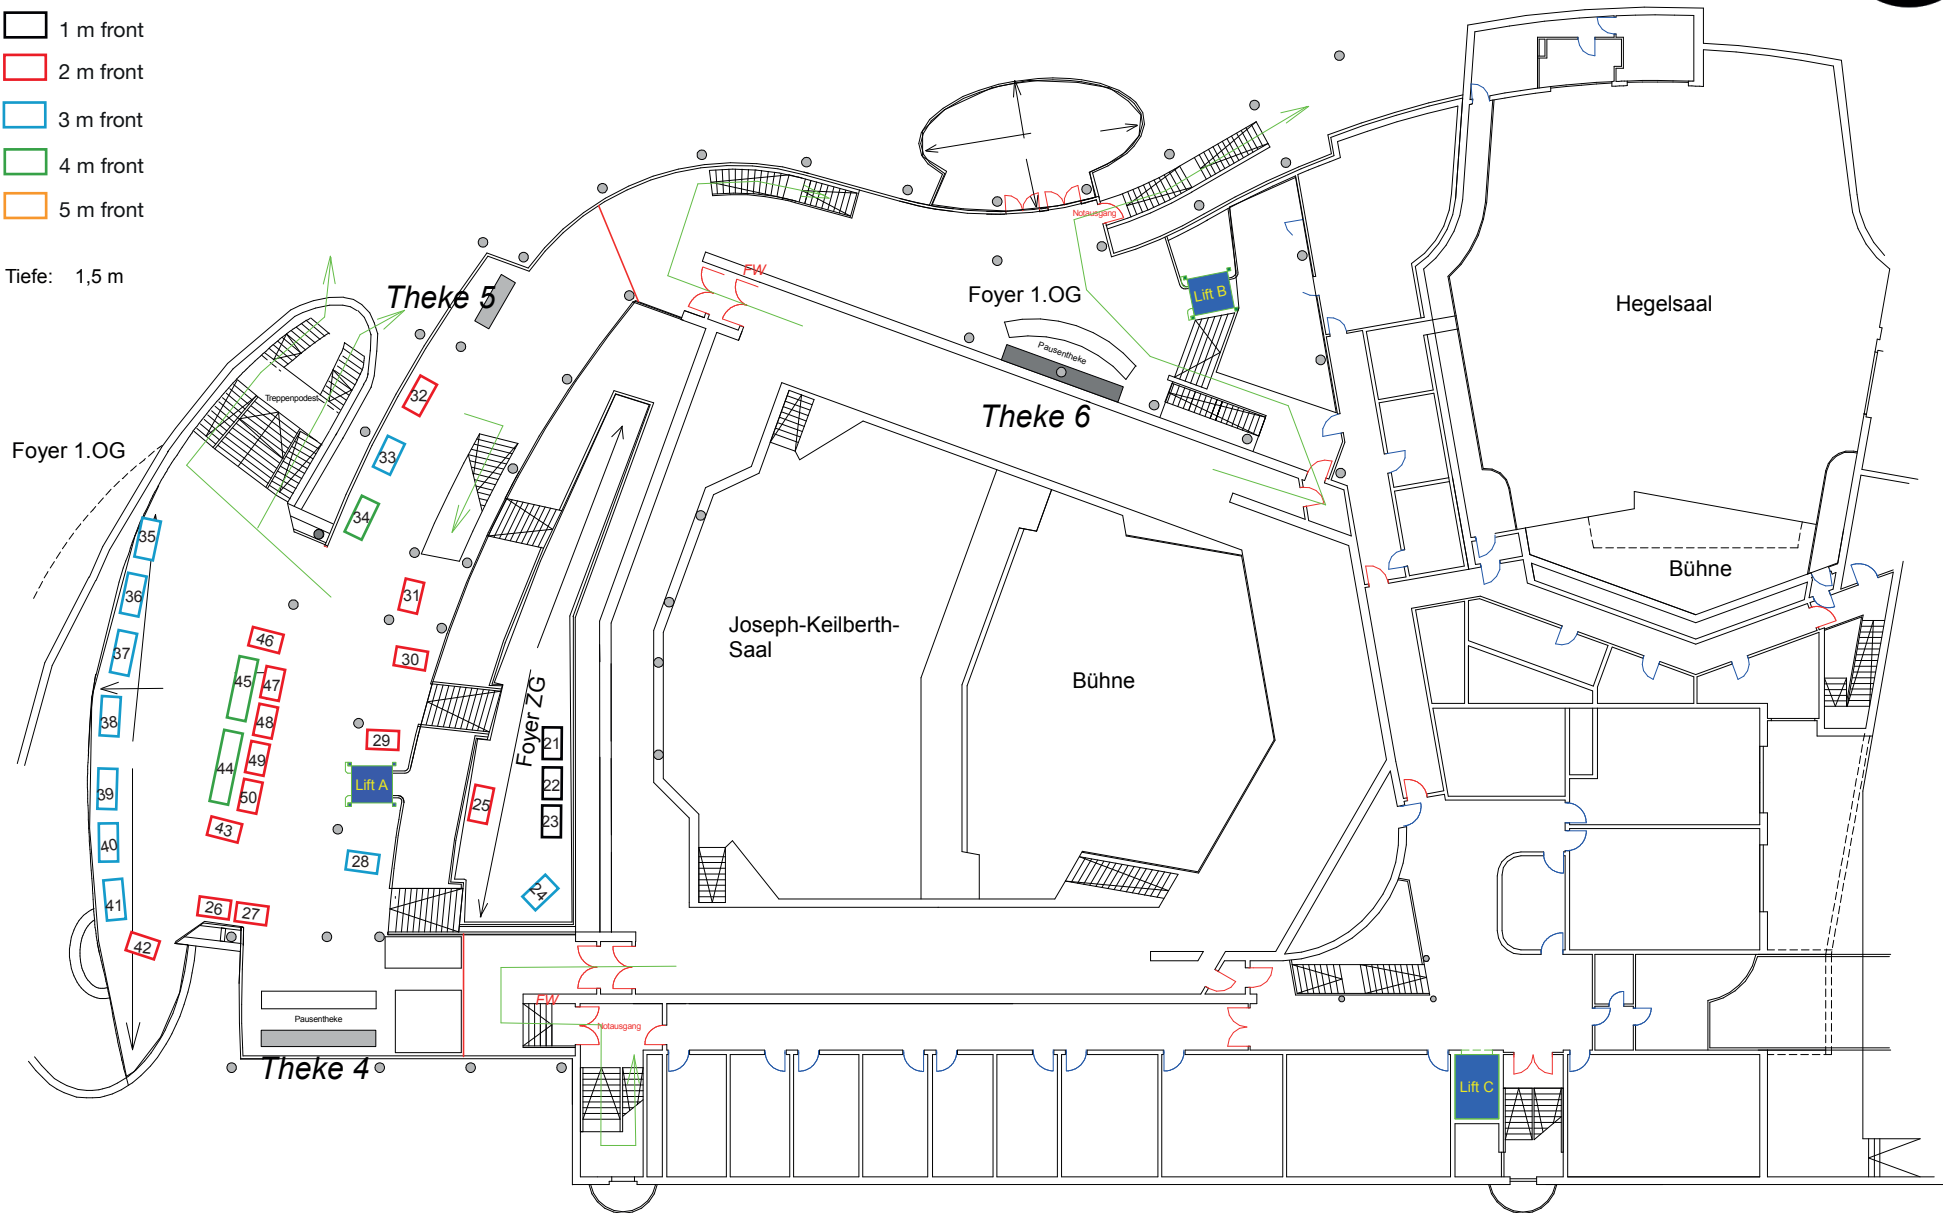 1 m front
2 m front
3 m front
4 m front
5 m front
Tiefe: 1,5 m
Theke 5
FW
Notausgang
Foyer 1.OG
Lift B
Hegelsaal
Pausentheke
Theke 6
Treppenpodest
Foyer 1.OG
32
33
34
35
36
37
38
39
40
41
42
31
30
29
28
46
45
47
48
49
44
50
43
26
27
Lift A
Foyer ZG
21
22
23
24
25
Joseph-Keilberth-
Saal
Bühne
Bühne
Pausentheke
Theke 4
FW
Notausgang
Lift C